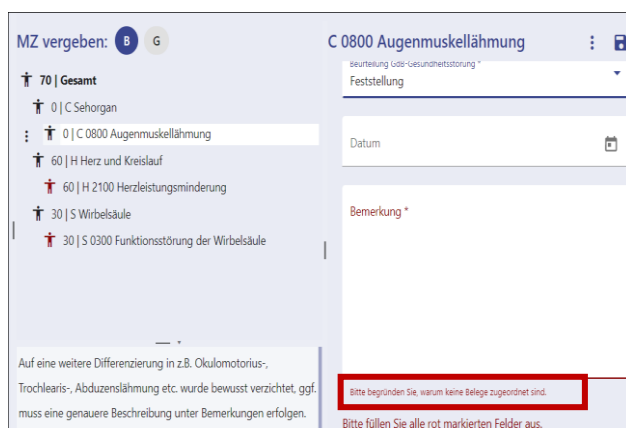 MZ vergeben: B G
70 | Gesamt
0 | C Sehorgan
0 | C 0800 Augenmuskellähmung
60 | H Herz und Kreislauf
60 | H 2100 Herzleistungsminderung
30 | S Wirbelsäule
30 | S 0300 Funktionsstörung der Wirbelsäule
Auf eine weitere Differenzierung in z.B. Okulomotorius-,
Trochlearis-, Abduzenslähmung etc. wurde bewusst verzichtet, ggf.
muss eine genauere Beschreibung unter Bemerkungen erfolgen.
C 0800 Augenmuskellähmung
Beurteilung GdB-Gesundheitsstörung *
Feststellung
Datum
Bemerkung *
Bitte begründen Sie, warum keine Belege zugeordnet sind.
Bitte füllen Sie alle rot markierten Felder aus.